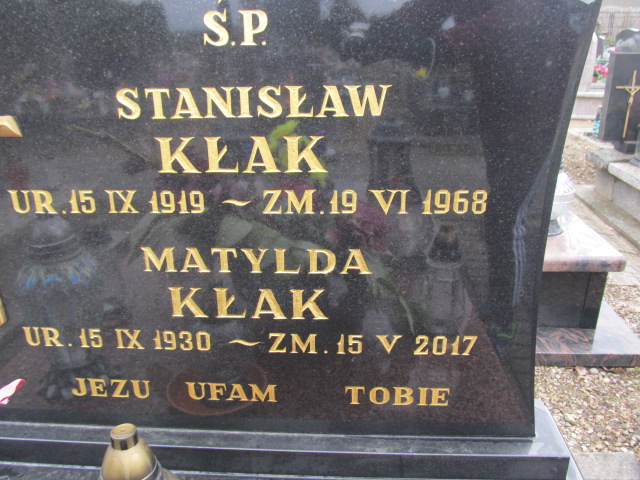 Ś.P.
STANISŁAW
KŁAK
UR. 15 IX 1919 ~ ZM. 19 VI 1968
MATYLDA
KŁAK
UR. 15 IX 1930 ~ ZM. 15 V 2017
JEZU UFAM TOBIE